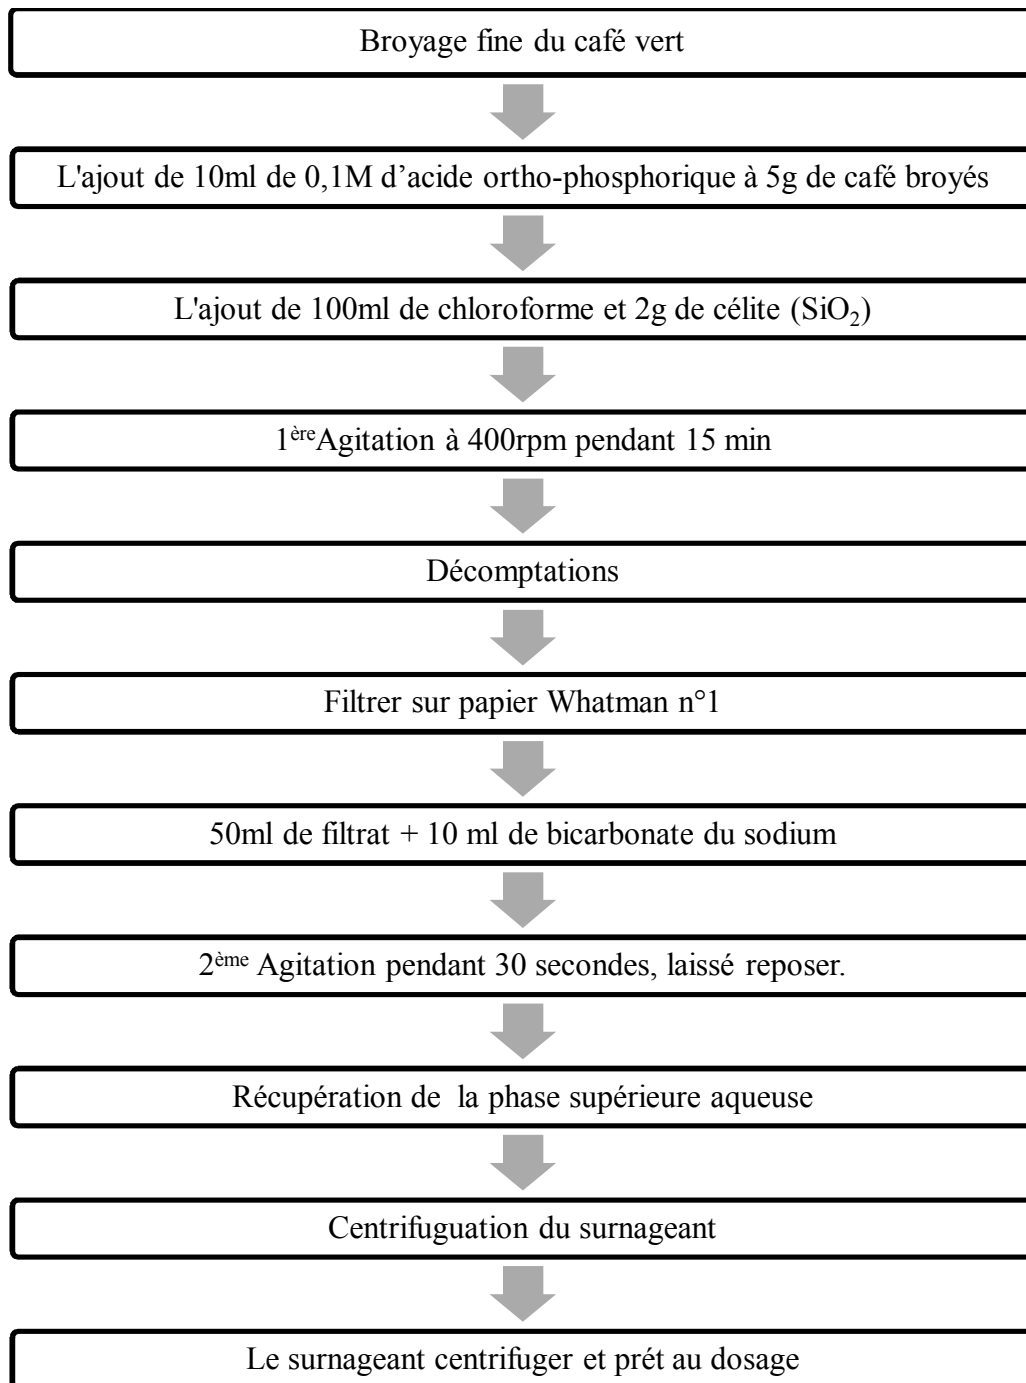 Broyage fine du café vert
L'ajout de 10ml de 0,1M d’acide ortho-phosphorique à 5g de café broyés
L'ajout de 100ml de chloroforme et 2g de célite (SiO₂)
1èreAgitation à 400rpm pendant 15 min
Décomptations
Filtrer sur papier Whatman n°1
50ml de filtrat + 10 ml de bicarbonate du sodium
2ème Agitation pendant 30 secondes, laissé reposer.
Récupération de la phase supérieure aqueuse
Centrifuguation du surnageant
Le surnageant centrifuger et prét au dosage